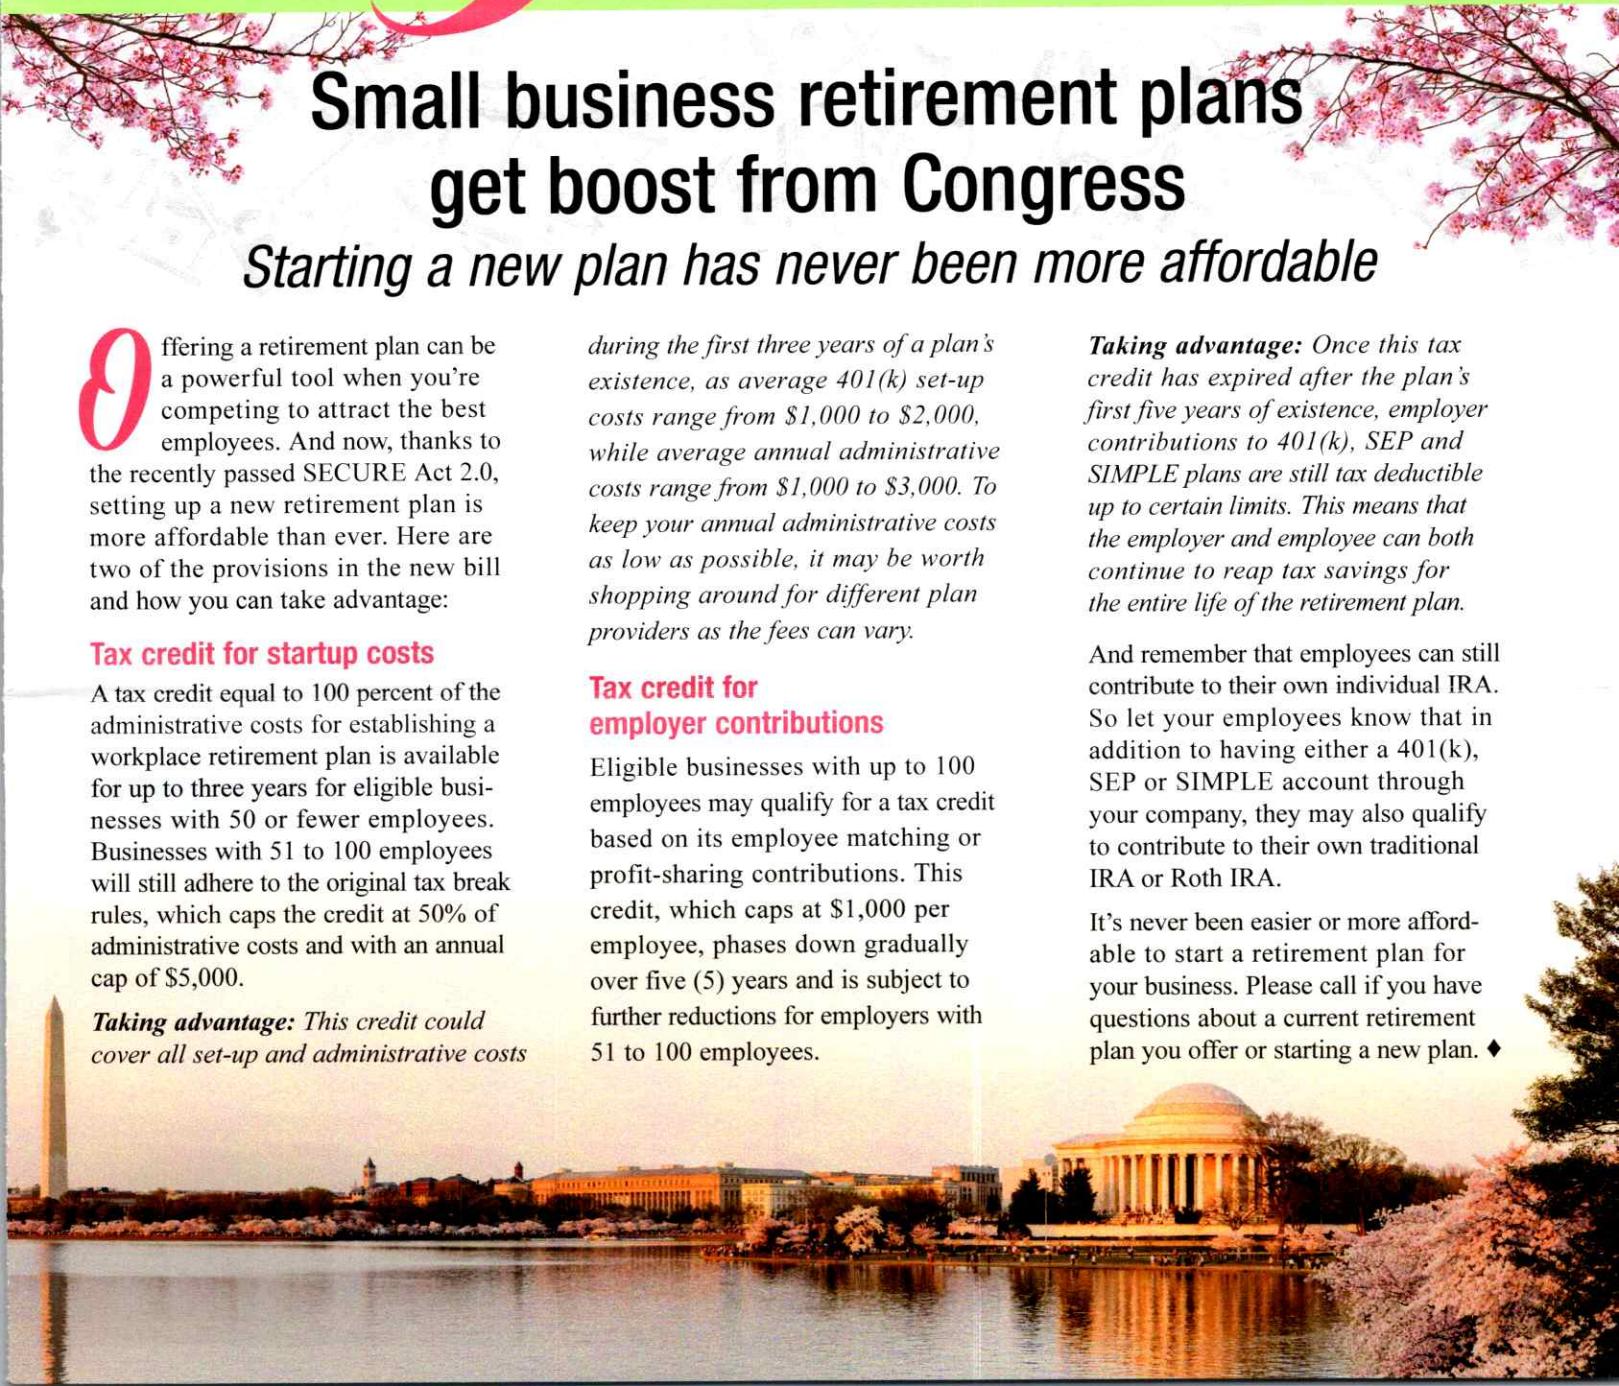 Small business retirement plans
get boost from Congress
Starting a new plan has never been more affordable
Offering a retirement plan can be
a powerful tool when you're
competing to attract the best
employees. And now, thanks to
the recently passed SECURE Act 2.0,
setting up a new retirement plan is
more affordable than ever. Here are
two of the provisions in the new bill
and how you can take advantage:
Tax credit for startup costs
A tax credit equal to 100 percent of the
administrative costs for establishing a
workplace retirement plan is available
for up to three years for eligible busi-
nesses with 50 or fewer employees.
Businesses with 51 to 100 employees
will still adhere to the original tax break
rules, which caps the credit at 50% of
administrative costs and with an annual
cap of $5,000.
Taking advantage: This credit could
cover all set-up and administrative costs
during the first three years of a plan's
existence, as average 401(k) set-up
costs range from $1,000 to $2,000,
while average annual administrative
costs range from $1,000 to $3,000. To
keep your annual administrative costs
as low as possible, it may be worth
shopping around for different plan
providers as the fees can vary.
Tax credit for
employer contributions
Eligible businesses with up to 100
employees may qualify for a tax credit
based on its employee matching or
profit-sharing contributions. This
credit, which caps at $1,000 per
employee, phases down gradually
over five (5) years and is subject to
further reductions for employers with
51 to 100 employees.
Taking advantage: Once this tax
credit has expired after the plan's
first five years of existence, employer
contributions to 401(k), SEP and
SIMPLE plans are still tax deductible
up to certain limits. This means that
the employer and employee can both
continue to reap tax savings for
the entire life of the retirement plan.
And remember that employees can still
contribute to their own individual IRA.
So let your employees know that in
addition to having either a 401(k),
SEP or SIMPLE account through
your company, they may also qualify
to contribute to their own traditional
IRA or Roth IRA.
It's never been easier or more afford-
able to start a retirement plan for
your business. Please call if you have
questions about a current retirement
plan you offer or starting a new plan. ♦